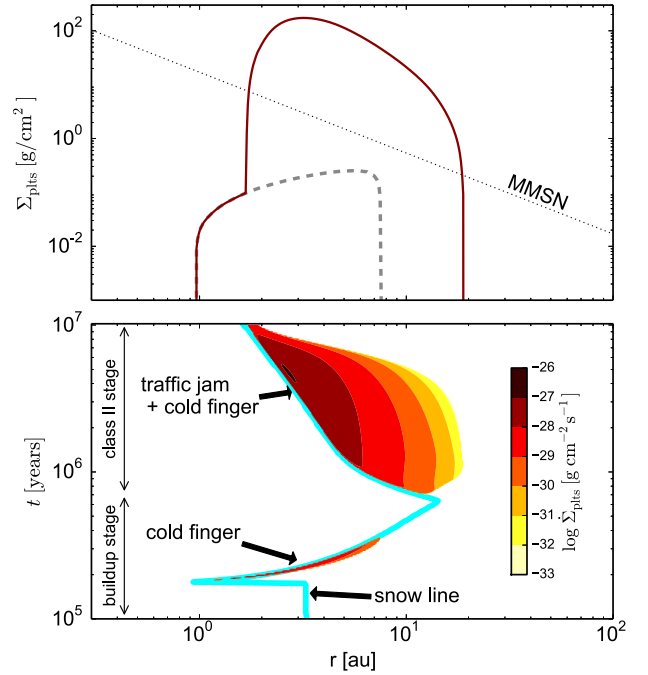 10²
10⁰
10⁻²
Σ_plts [g/cm²]
MMSN
10⁷
10⁶
10⁵
t [years]
class II stage
buildup stage
traffic jam
+ cold finger
cold finger
snow line
−26
−27
−28
−29
−30
−31
−32
−33
log Σ̇_plts [g cm⁻² s⁻¹]
10⁰
10¹
10²
r [au]